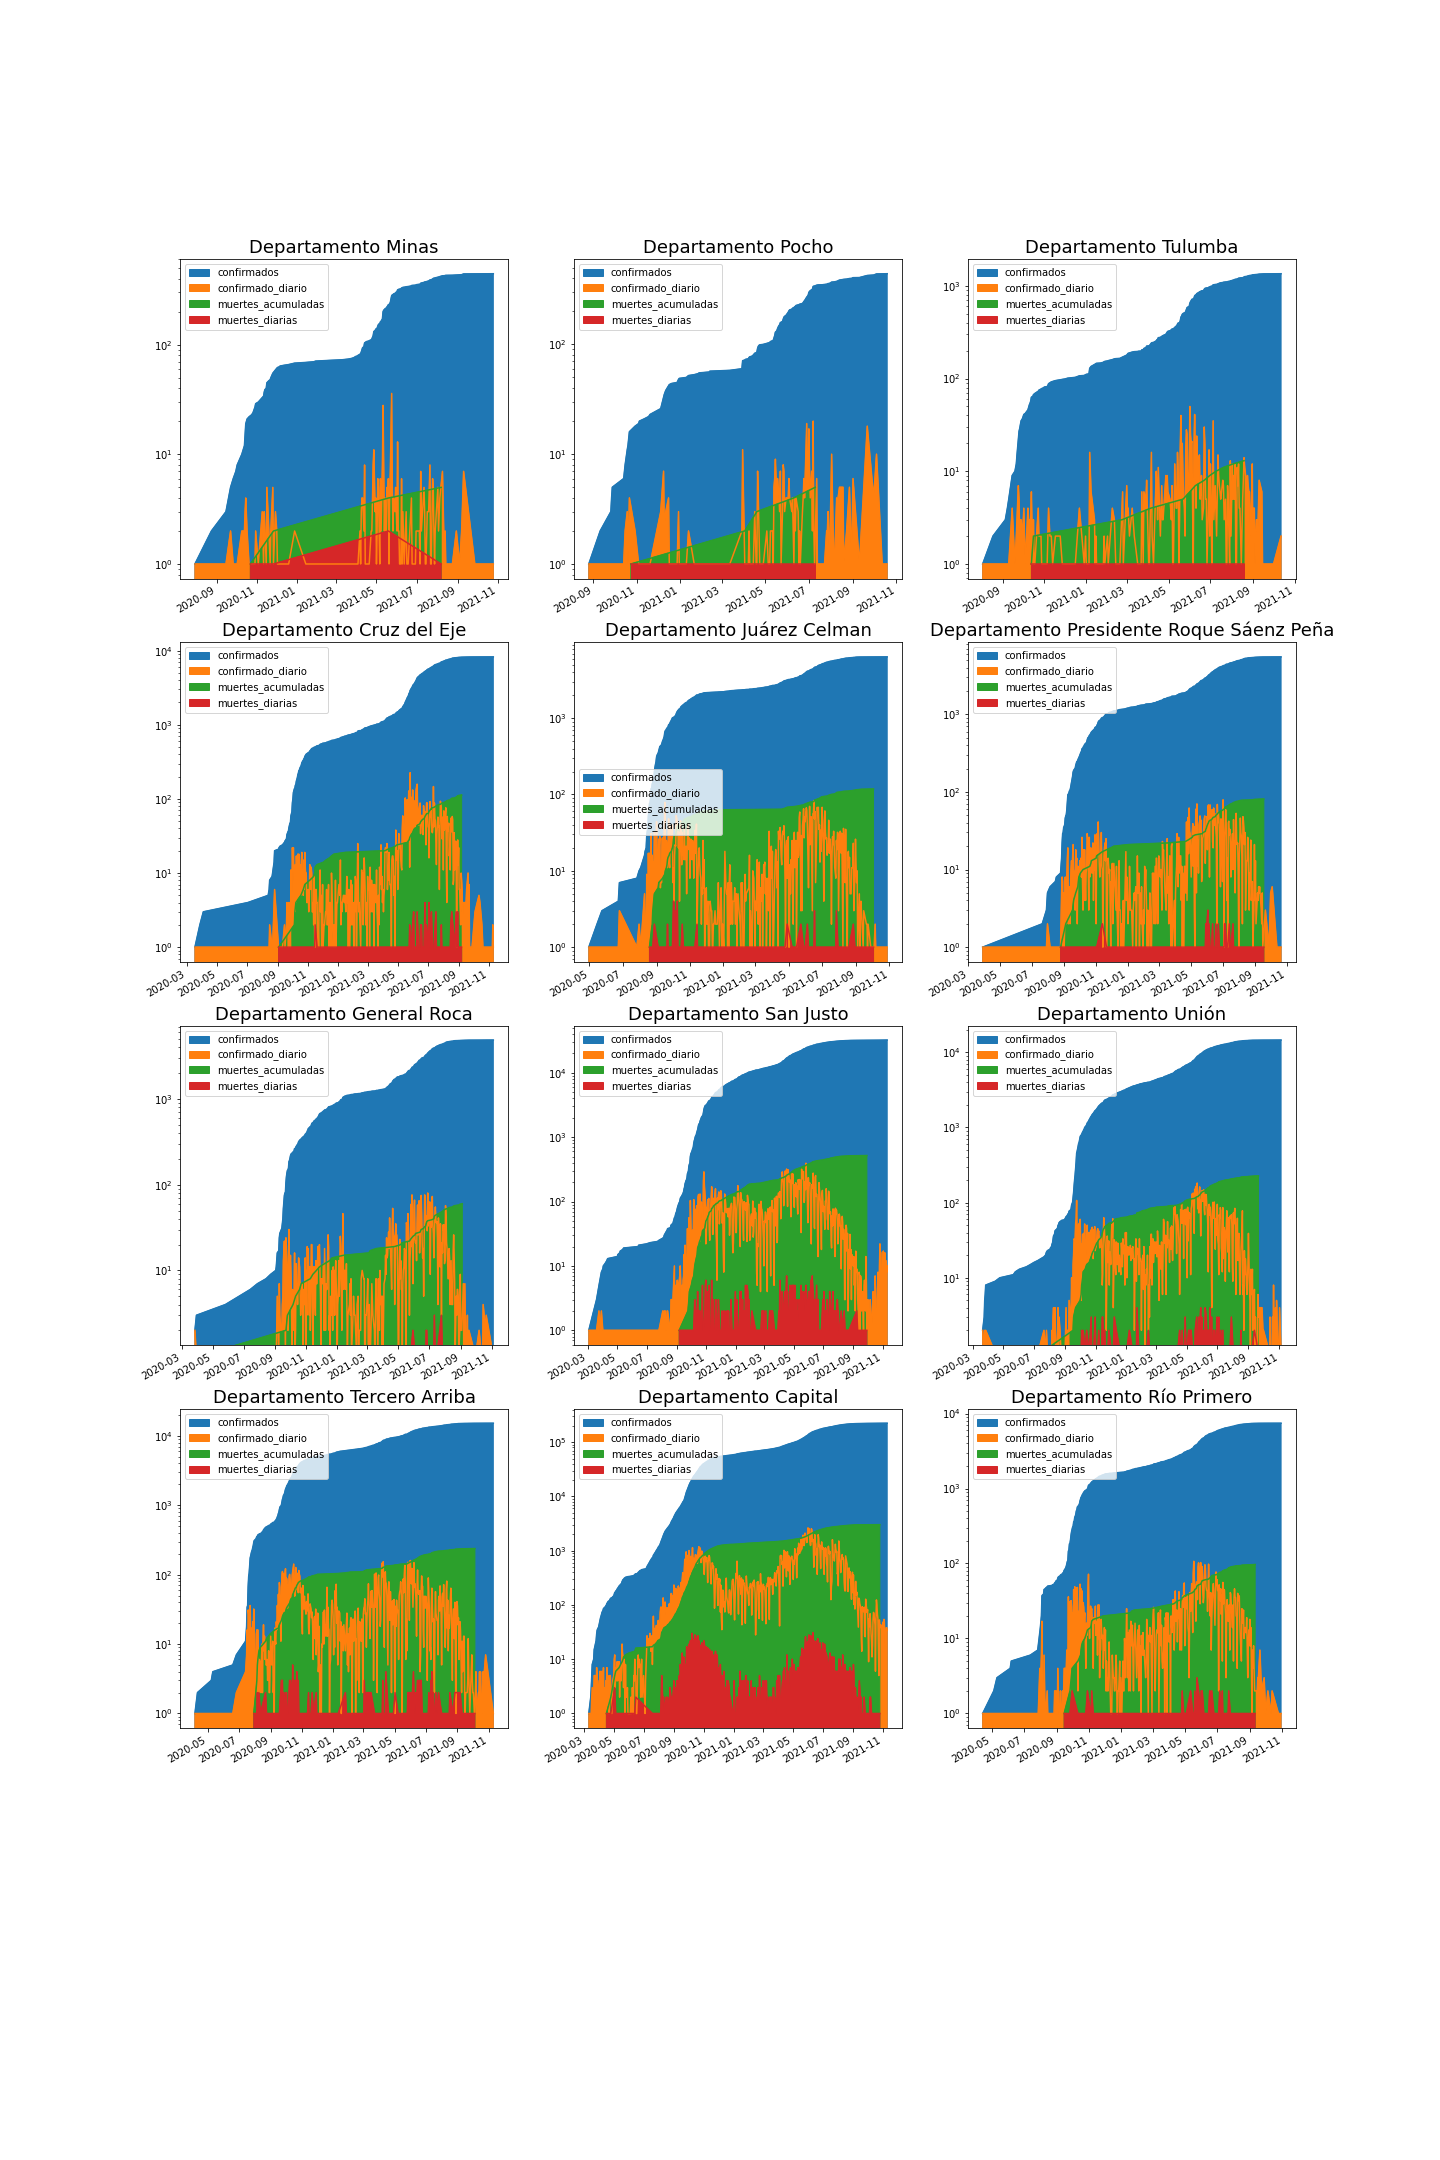 Departamento Minas
confirmados
confirmado_diario
muertes_acumuladas
muertes_diarias
10²
10¹
10⁰
2020-09 2020-11 2021-01 2021-03 2021-05 2021-07 2021-09 2021-11
Departamento Pocho
confirmados
confirmado_diario
muertes_acumuladas
muertes_diarias
10²
10¹
10⁰
2020-09 2020-11 2021-01 2021-03 2021-05 2021-07 2021-09 2021-11
Departamento Tulumba
confirmados
confirmado_diario
muertes_acumuladas
muertes_diarias
10³
10²
10¹
10⁰
2020-09 2020-11 2021-01 2021-03 2021-05 2021-07 2021-09 2021-11
Departamento Cruz del Eje
confirmados
confirmado_diario
muertes_acumuladas
muertes_diarias
10⁴
10³
10²
10¹
10⁰
2020-03 2020-05 2020-07 2020-09 2020-11 2021-01 2021-03 2021-05 2021-07 2021-09 2021-11
Departamento Juárez Celman
confirmados
confirmado_diario
muertes_acumuladas
muertes_diarias
10³
10²
10¹
10⁰
2020-05 2020-07 2020-09 2020-11 2021-01 2021-03 2021-05 2021-07 2021-09 2021-11
Departamento Presidente Roque Sáenz Peña
confirmados
confirmado_diario
muertes_acumuladas
muertes_diarias
10³
10²
10¹
10⁰
2020-03 2020-05 2020-07 2020-09 2020-11 2021-01 2021-03 2021-05 2021-07 2021-09 2021-11
Departamento General Roca
confirmados
confirmado_diario
muertes_acumuladas
muertes_diarias
10³
10²
10¹
2020-03 2020-05 2020-07 2020-09 2020-11 2021-01 2021-03 2021-05 2021-07 2021-09 2021-11
Departamento San Justo
confirmados
confirmado_diario
muertes_acumuladas
muertes_diarias
10⁴
10³
10²
10¹
10⁰
2020-03 2020-05 2020-07 2020-09 2020-11 2021-01 2021-03 2021-05 2021-07 2021-09 2021-11
Departamento Unión
confirmados
confirmado_diario
muertes_acumuladas
muertes_diarias
10⁴
10³
10²
10¹
2020-03 2020-05 2020-07 2020-09 2020-11 2021-01 2021-03 2021-05 2021-07 2021-09 2021-11
Departamento Tercero Arriba
confirmados
confirmado_diario
muertes_acumuladas
muertes_diarias
10⁴
10³
10²
10¹
10⁰
2020-05 2020-07 2020-09 2020-11 2021-01 2021-03 2021-05 2021-07 2021-09 2021-11
Departamento Capital
confirmados
confirmado_diario
muertes_acumuladas
muertes_diarias
10⁵
10⁴
10³
10²
10¹
10⁰
2020-03 2020-05 2020-07 2020-09 2020-11 2021-01 2021-03 2021-05 2021-07 2021-09 2021-11
Departamento Río Primero
confirmados
confirmado_diario
muertes_acumuladas
muertes_diarias
10⁴
10³
10²
10¹
10⁰
2020-05 2020-07 2020-09 2020-11 2021-01 2021-03 2021-05 2021-07 2021-09 2021-11